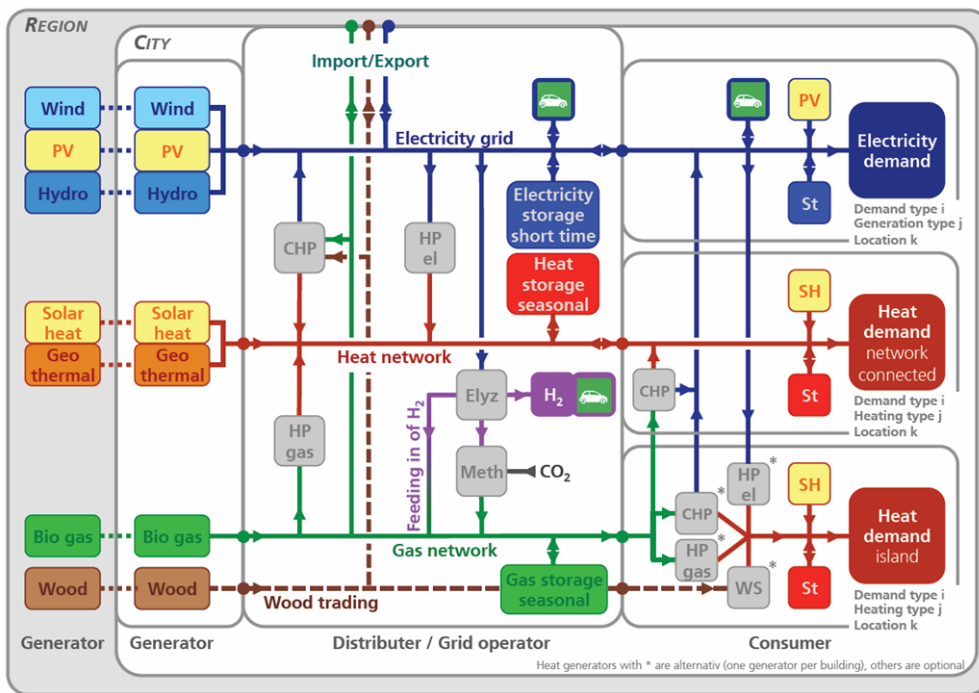 REGION
CITY
Import/Export
Wind
Wind
PV
PV
Hydro
Hydro
Electricity grid
PV
Electricity
demand
St
Electricity
storage
short time
CHP
HP
el
Demand type i
Generation type j
Location k
Heat
storage
seasonal
Solar
heat
Solar
heat
Geo
thermal
Geo
thermal
Heat network
SH
Heat
demand
network
connected
CHP
St
Elyz
H2
Feeding in of H2
HP
gas
Meth
CO2
Demand type i
Heating type j
Location k
HP
el
*
SH
CHP
*
Bio gas
Bio gas
Gas network
HP
gas
*
Heat
demand
island
Wood
Wood
Wood trading
Gas storage
seasonal
WS
*
St
Demand type i
Heating type j
Location k
Generator
Generator
Distributer / Grid operator
Consumer
Heat generators with * are alternativ (one generator per building), others are optional